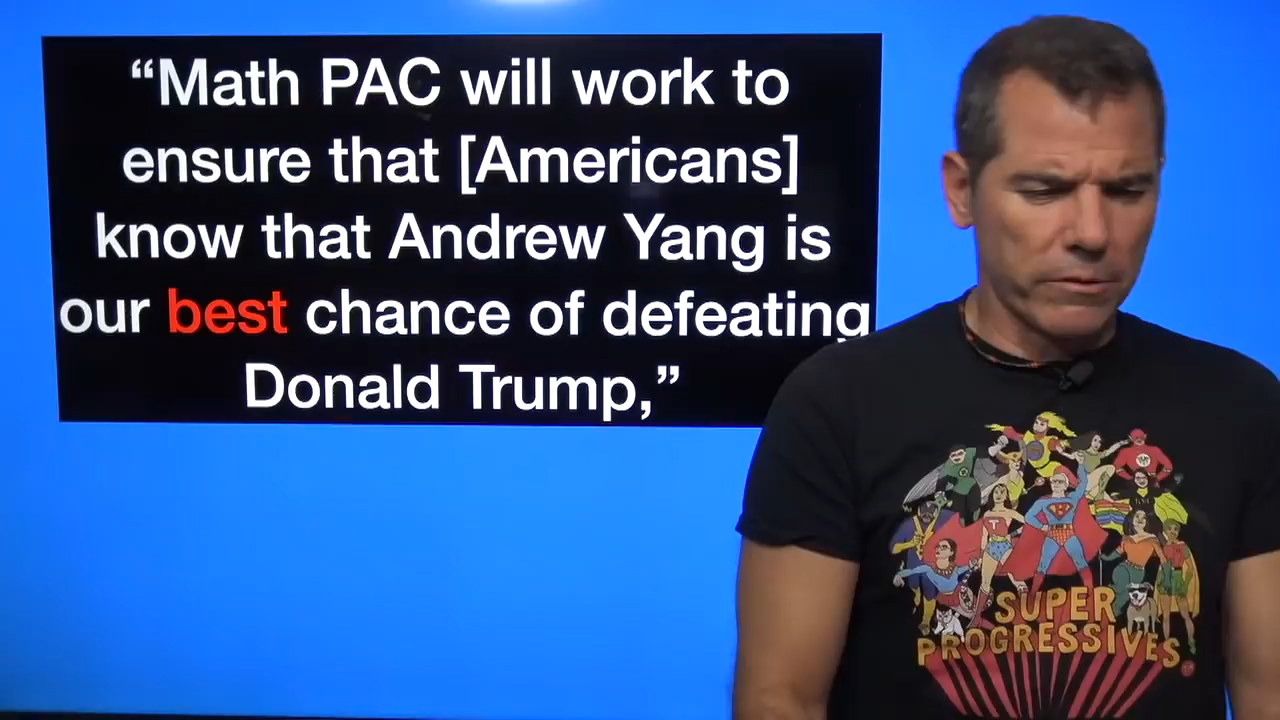 “Math PAC will work to
ensure that [Americans]
know that Andrew Yang is
our best chance of defeating
Donald Trump,”
SUPER
PROGRESSIVES